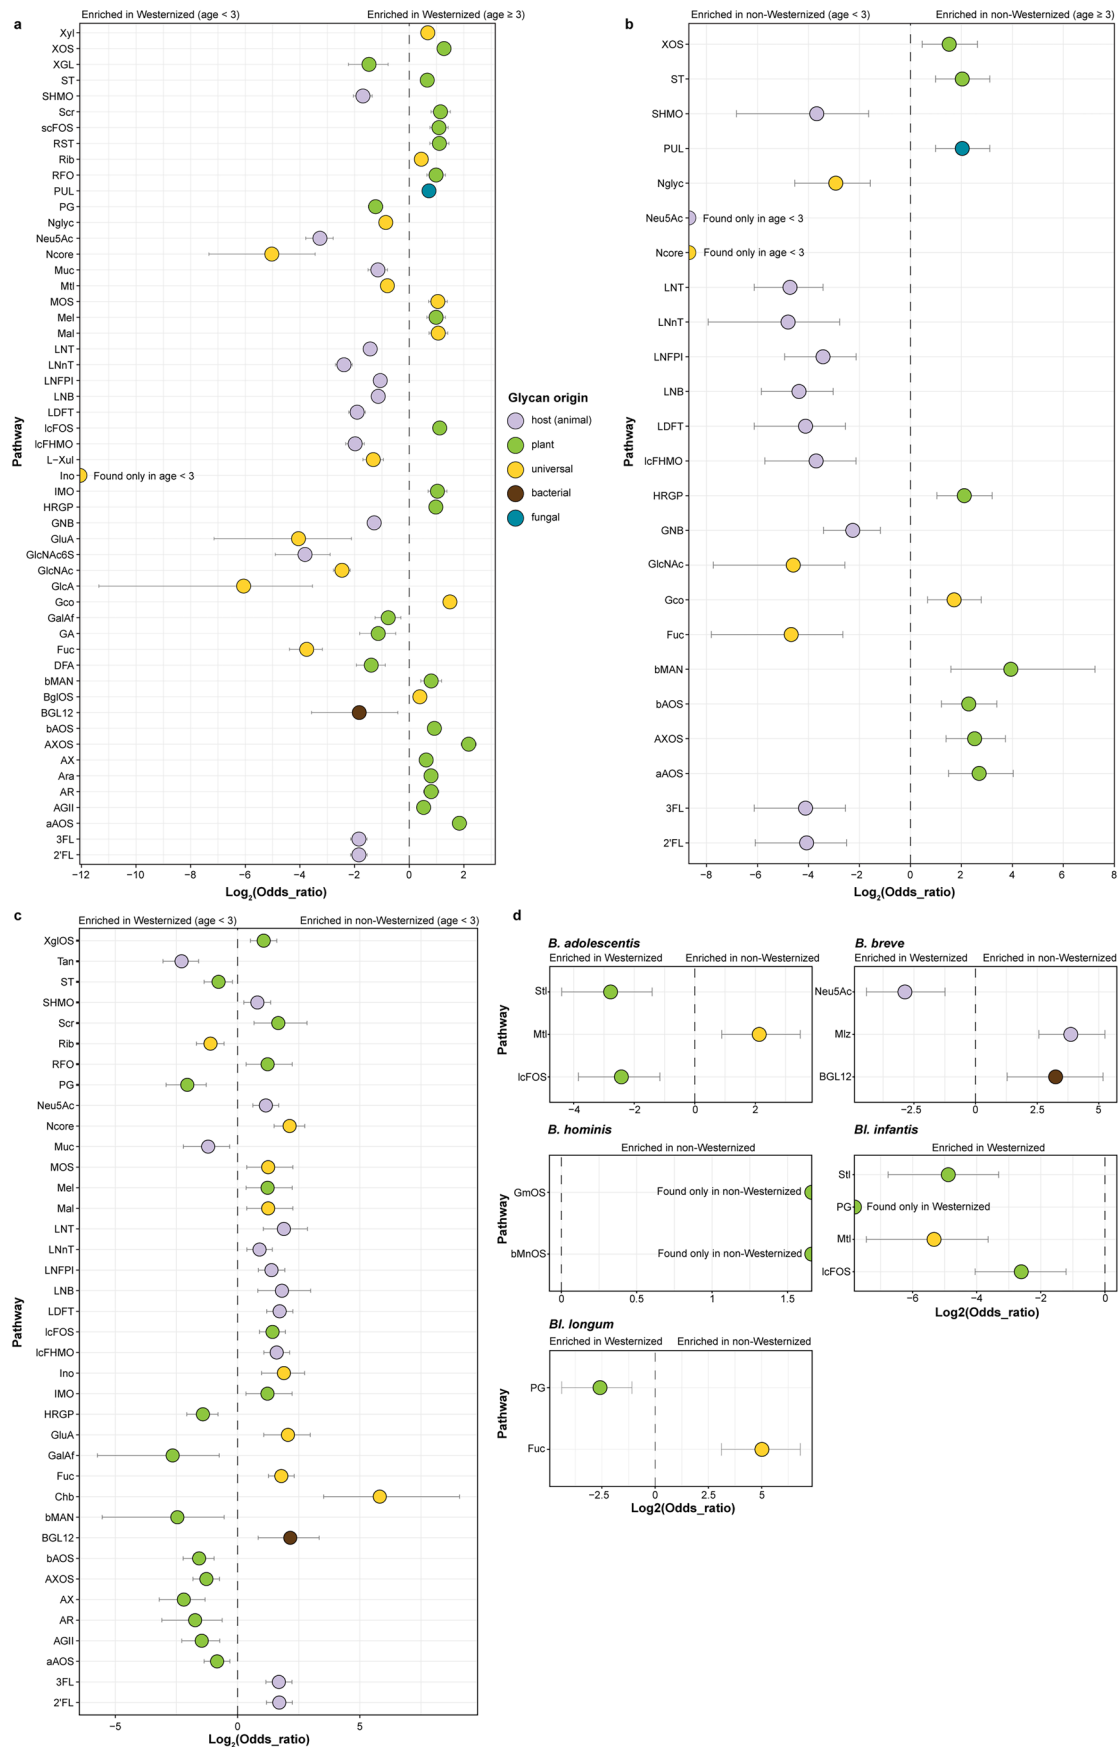 a
Enriched in Westernized (age < 3)
Enriched in Westernized (age ≥ 3)
Xyl
XOS
XGL
ST
SHMO
Scr
scFOS
RST
Rib
RFO
PUL
PG
Nglyc
Neu5Ac
Ncore
Muc
Mtl
MOS
Mel
Mal
LNT
LNnT
LNFPI
LNB
LDFT
lcFOS
lcFHMO
L-Xul
Ino
Found only in age < 3
IMO
HRGP
GNB
GluA
GlcNAc6S
GlcNAc
GlcA
Gco
GalAf
GA
Fuc
DFA
bMAN
BglOS
BGL12
bAOS
AXOS
AX
Ara
AR
AGII
aAOS
3FL
2'FL
Pathway
−12 −10 −8 −6 −4 −2 0 2
Log2(Odds_ratio)
Glycan origin
host (animal)
plant
universal
bacterial
fungal
b
Enriched in non-Westernized (age < 3)
Enriched in non-Westernized (age ≥ 3)
XOS
ST
SHMO
PUL
Nglyc
Neu5Ac
Found only in age < 3
Ncore
Found only in age < 3
LNT
LNnT
LNFPI
LNB
LDFT
lcFHMO
HRGP
GNB
GlcNAc
Gco
Fuc
bMAN
bAOS
AXOS
aAOS
3FL
2'FL
Pathway
−8 −6 −4 −2 0 2 4 6 8
Log2(Odds_ratio)
c
Enriched in Westernized (age < 3)
Enriched in non-Westernized (age < 3)
XglOS
Tan
ST
SHMO
Scr
Rib
RFO
PG
Neu5Ac
Ncore
Muc
MOS
Mel
Mal
LNT
LNnT
LNFPI
LNB
LDFT
lcFOS
lcFHMO
Ino
IMO
HRGP
GluA
GalAf
Fuc
Chb
bMAN
BGL12
bAOS
AXOS
AX
AR
AGII
aAOS
3FL
2'FL
Pathway
−5 0 5
Log2(Odds_ratio)
d
B. adolescentis
Enriched in Westernized
Enriched in non-Westernized
Stl
Mtl
lcFOS
Pathway
−4 −2 0 2
B. breve
Enriched in Westernized
Enriched in non-Westernized
Neu5Ac
Mlz
BGL12
−2.5 0 2.5 5
B. hominis
Enriched in non-Westernized
GmOS
Found only in non-Westernized
bMnOS
Found only in non-Westernized
Pathway
0 0.5 1 1.5
Bl. infantis
Enriched in Westernized
Stl
PG
Found only in Westernized
Mtl
lcFOS
−6 −4 −2 0
Log2(Odds_ratio)
Bl. longum
Enriched in Westernized
Enriched in non-Westernized
PG
Fuc
Pathway
−2.5 0 2.5 5
Log2(Odds_ratio)